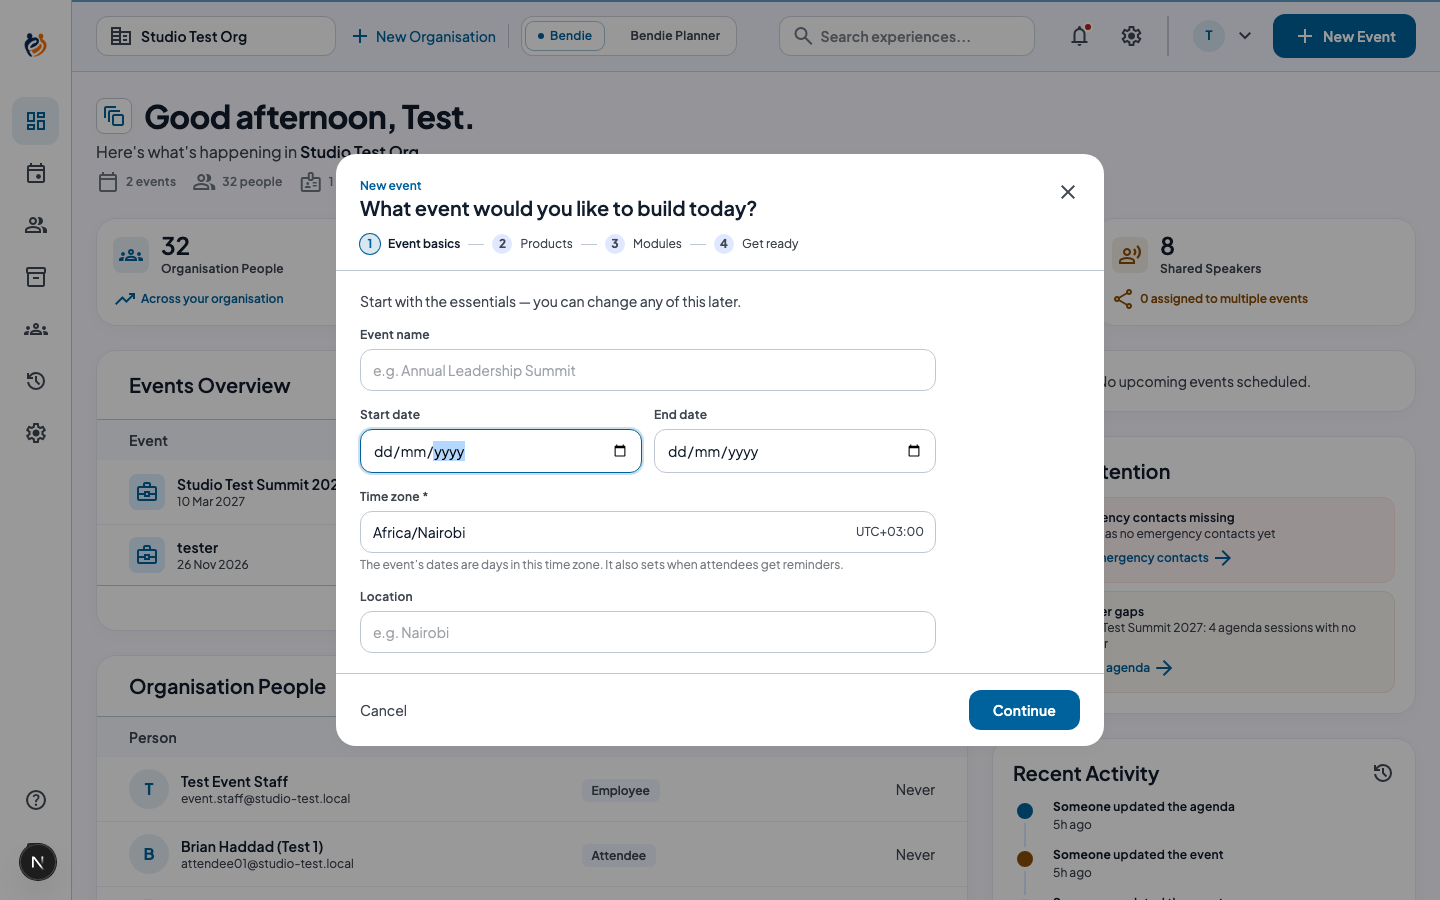 Studio Test Org
New Organisation
Bendie
Bendie Planner
Search experiences...
T
New Event
Good afternoon, Test.
Here's what's happening in Studio Test Org
2 events
32 people
1
32
Organisation People
Across your organisation
8
Shared Speakers
0 assigned to multiple events
New event
What event would you like to build today?
1 Event basics
2 Products
3 Modules
4 Get ready
Start with the essentials — you can change any of this later.
Event name
e.g. Annual Leadership Summit
Start date
End date
dd/mm/yyyy
dd/mm/yyyy
Time zone *
Africa/Nairobi
UTC+03:00
The event's dates are days in this time zone. It also sets when attendees get reminders.
Location
e.g. Nairobi
Cancel
Continue
Events Overview
Event
Studio Test Summit 202
10 Mar 2027
tester
26 Nov 2026
No upcoming events scheduled.
tention
ency contacts missing
as no emergency contacts yet
nergency contacts
er gaps
Test Summit 2027: 4 agenda sessions with no
r
agenda
Organisation People
Person
T
Test Event Staff
event.staff@studio-test.local
Employee
Never
B
Brian Haddad (Test 1)
attendee01@studio-test.local
Attendee
Never
Recent Activity
Someone updated the agenda
5h ago
Someone updated the event
5h ago
N